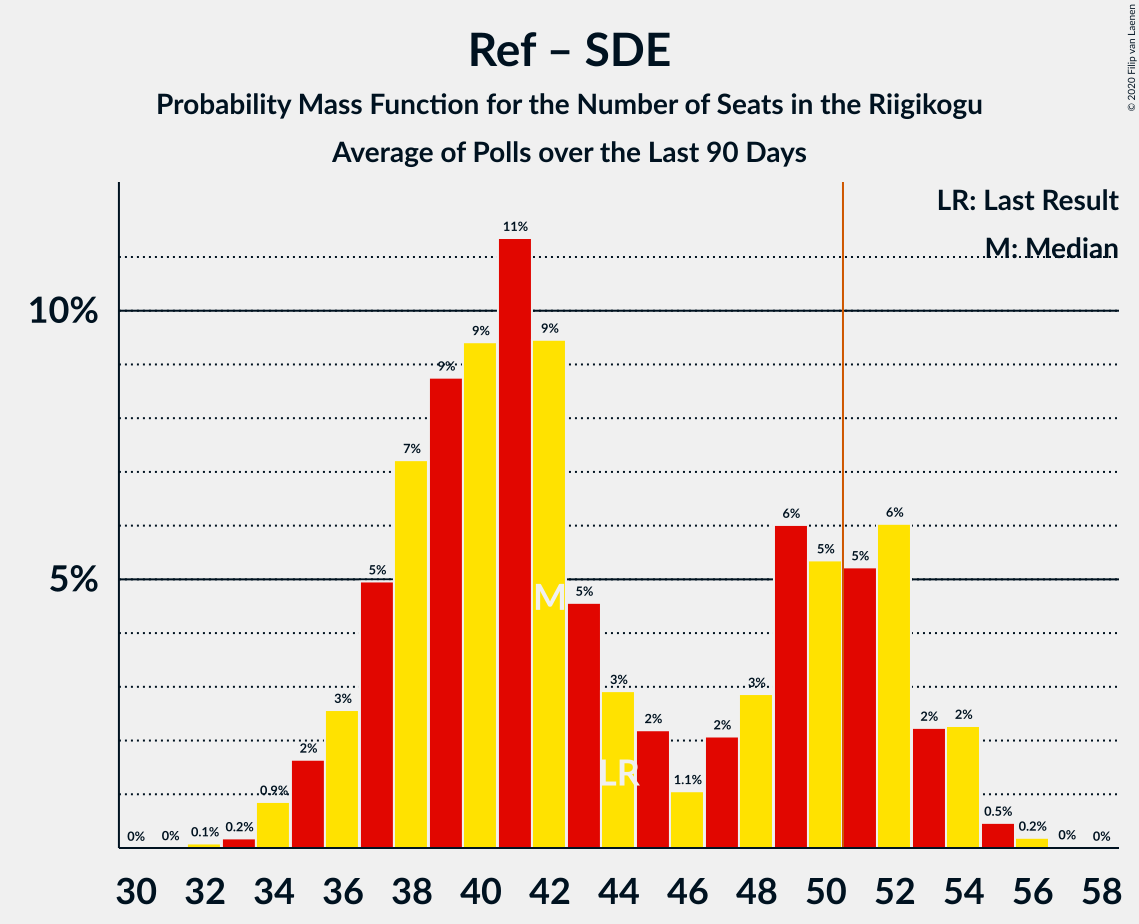 © 2020 Filip van Laenen
Ref – SDE
Probability Mass Function for the Number of Seats in the Riigikogu
Average of Polls over the Last 90 Days
LR: Last Result
M: Median
10%
5%
0% 0% 0.1% 0.2% 0.9% 2% 3% 5% 7% 9% 9% 11% 9% 5% 3% 2% 1.1% 2% 3% 6% 5% 5% 6% 2% 2% 0.5% 0.2% 0% 0%
M
LR
30 32 34 36 38 40 42 44 46 48 50 52 54 56 58